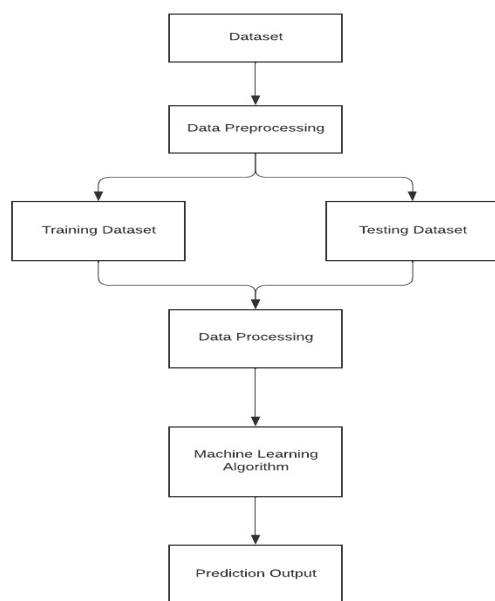 Dataset
Data Preprocessing
Training Dataset
Testing Dataset
Data Processing
Machine Learning
Algorithm
Prediction Output